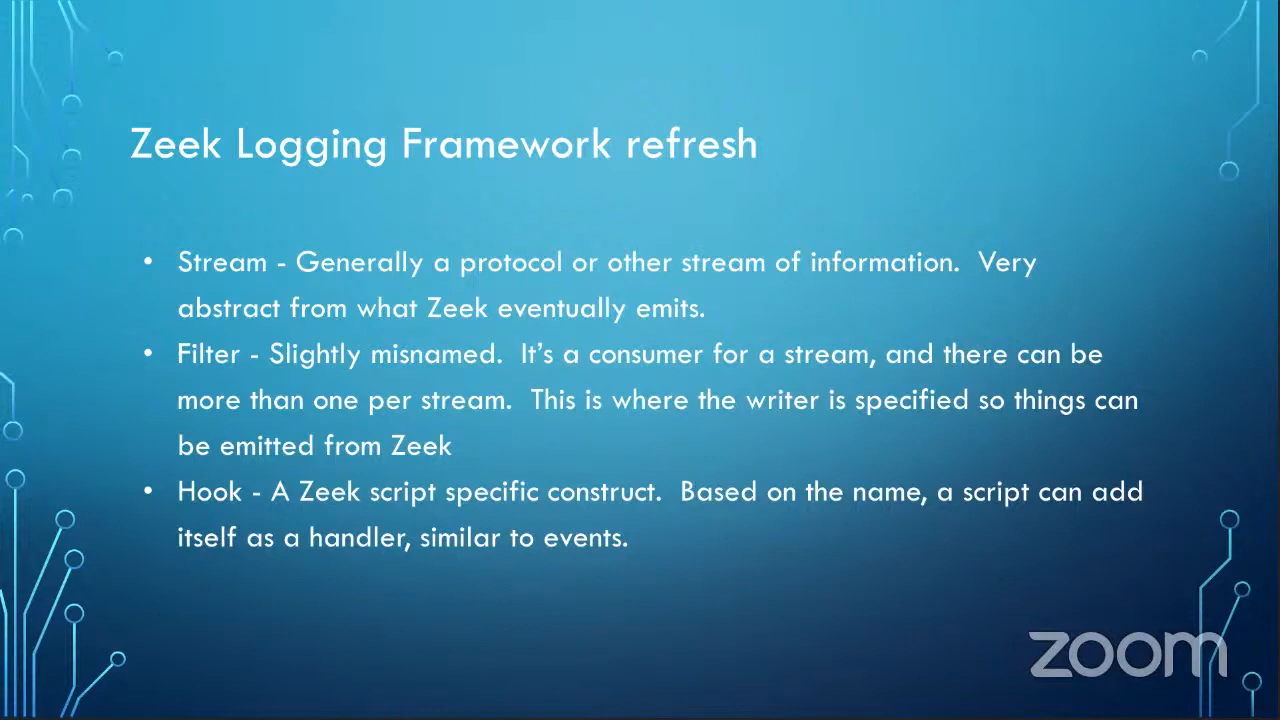 Zeek Logging Framework refresh
• Stream - Generally a protocol or other stream of information.  Very
abstract from what Zeek eventually emits.
• Filter - Slightly misnamed.  It’s a consumer for a stream, and there can be
more than one per stream.  This is where the writer is specified so things can
be emitted from Zeek
• Hook - A Zeek script specific construct.  Based on the name, a script can add
itself as a handler, similar to events.
zoom